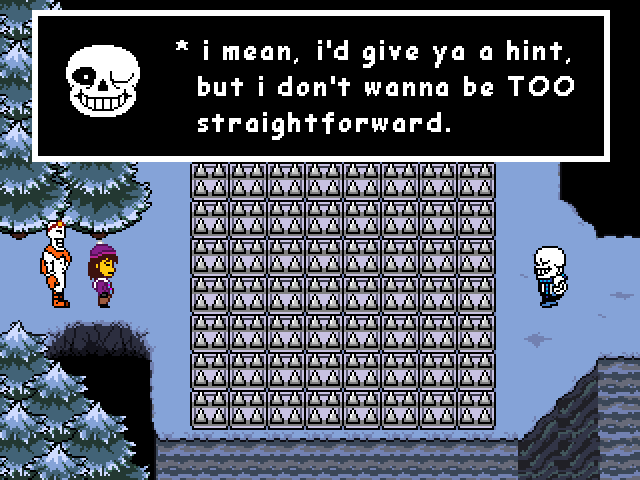 * i mean, i'd give ya a hint,
but i don't wanna be TOO
straightforward.